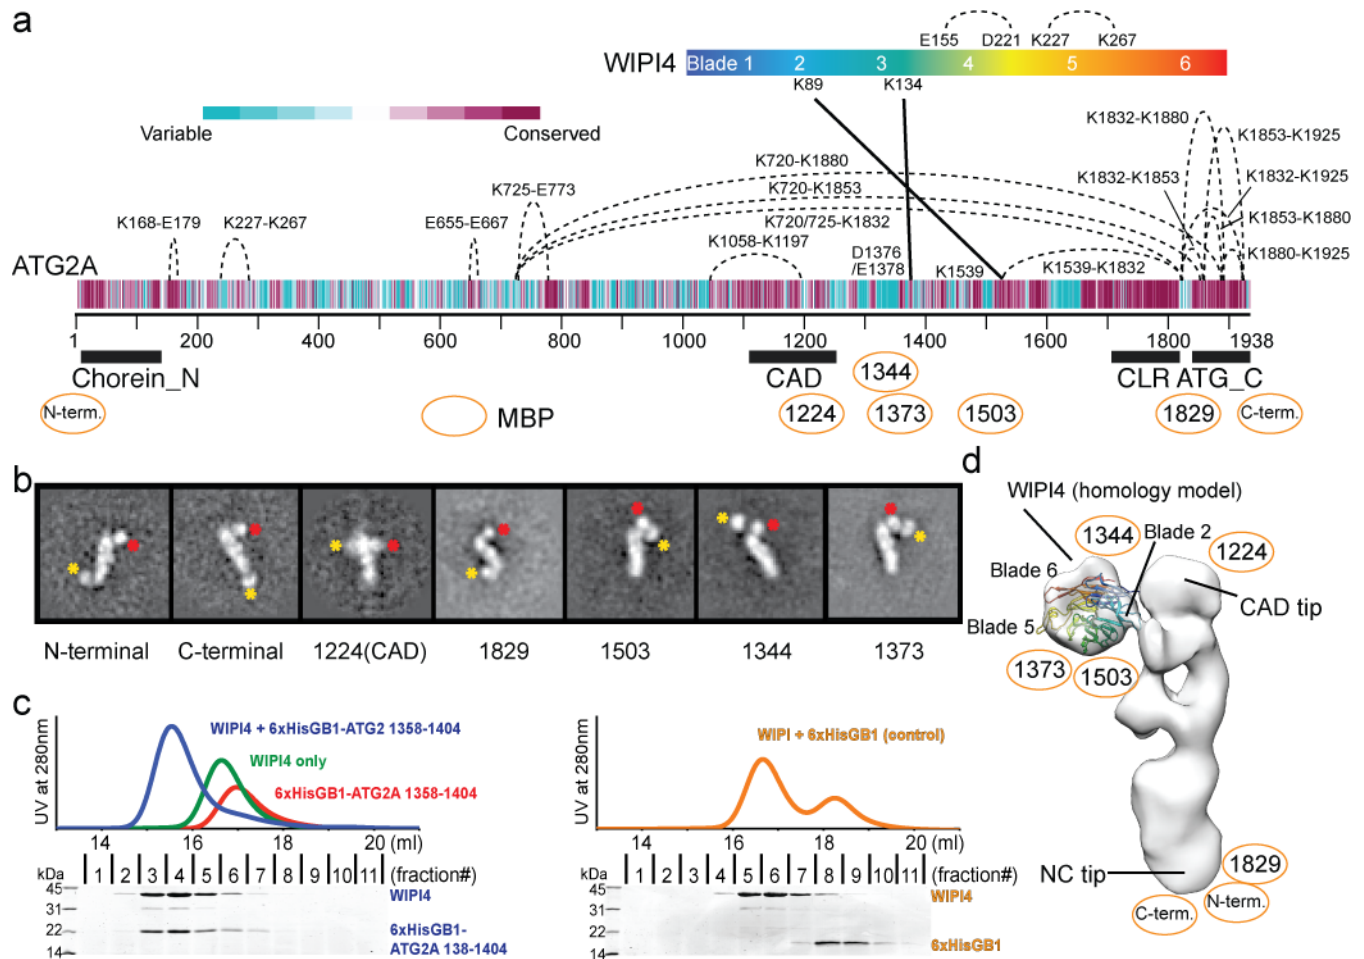 a
E155 D221 K227 K267
WIPI4 Blade 1 2 3 4 5 6
K89 K134
Variable Conserved
K1832-K1880
K1853-K1925
K720-K1880
K1832-K1853
K1832-K1925
K725-E773
K720-K1853
K168-E179 K227-K267 E655-E667
K720/725-K1832
K1853-K1880
K1058-K1197
D1376
/E1378
K1539 K1539-K1832
K1880-K1925
ATG2A
1 200 400 600 800 1000 1200 1400 1600 1800 1938
Chorein_N CAD 1344 CLR ATG_C
N-term. MBP 1224 1373 1503 1829 C-term.
b
N-terminal C-terminal 1224(CAD) 1829 1503 1344 1373
c
UV at 280nm
WIPI4 + 6xHisGB1-ATG2 1358-1404
WIPI4 only
6xHisGB1-ATG2A 1358-1404
14 16 18 20 (ml)
kDa 1 2 3 4 5 6 7 8 9 10 11 (fraction#)
45 WIPI4
31
22 6xHisGB1-
ATG2A 138-1404
14
UV at 280nm
WIPI + 6xHisGB1 (control)
14 16 18 20 (ml)
kDa 1 2 3 4 5 6 7 8 9 10 11 (fraction#)
45 WIPI4
31
22
14 6xHisGB1
d
WIPI4 (homology model)
1344 Blade 2 1224
Blade 6
CAD tip
Blade 5
1373 1503
1829
NC tip
C-term. N-term.